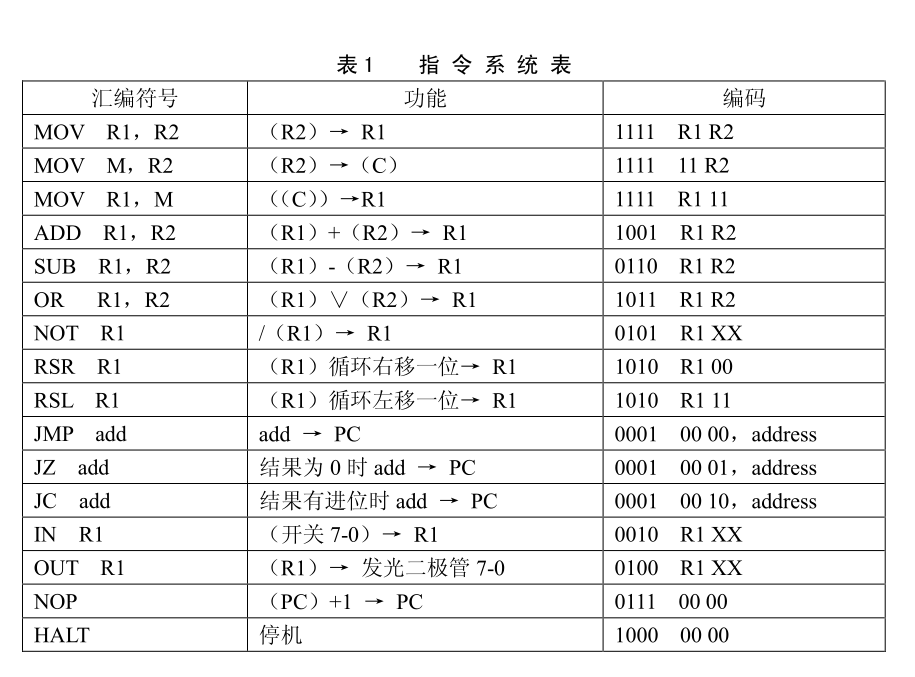 表1 指 令 系 统 表
汇编符号 功能 编码
MOV R1，R2 （R2）→ R1 1111 R1 R2
MOV M，R2 （R2）→（C） 1111 11 R2
MOV R1，M （（C））→R1 1111 R1 11
ADD R1，R2 （R1）+（R2）→ R1 1001 R1 R2
SUB R1，R2 （R1）-（R2）→ R1 0110 R1 R2
OR R1，R2 （R1）∨（R2）→ R1 1011 R1 R2
NOT R1 /（R1）→ R1 0101 R1 XX
RSR R1 （R1）循环右移一位→ R1 1010 R1 00
RSL R1 （R1）循环左移一位→ R1 1010 R1 11
JMP add add → PC 0001 00 00，address
JZ add 结果为 0 时 add → PC 0001 00 01，address
JC add 结果有进位时 add → PC 0001 00 10，address
IN R1 （开关 7-0）→ R1 0010 R1 XX
OUT R1 （R1）→ 发光二极管 7-0 0100 R1 XX
NOP （PC）+1 → PC 0111 00 00
HALT 停机 1000 00 00